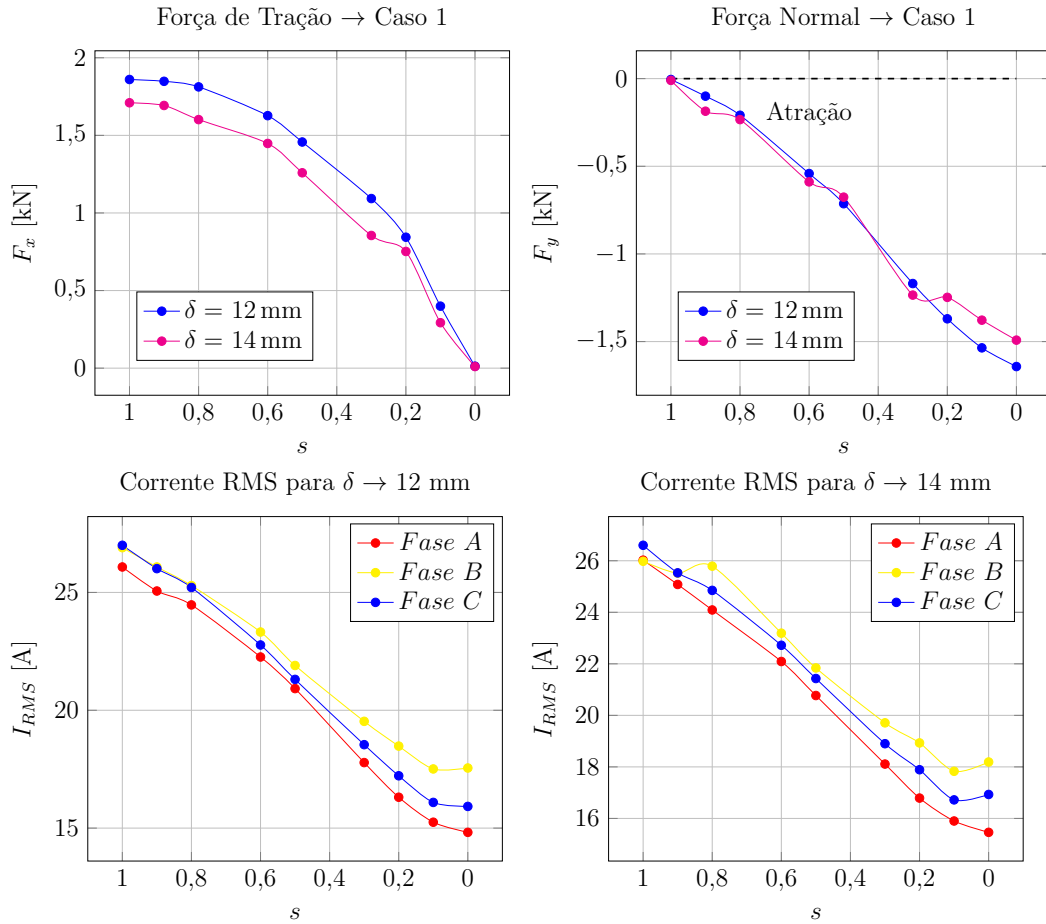 Força de Tração → Caso 1
2
1,5
1
0,5
0
F_x [kN]
δ = 12 mm
δ = 14 mm
1 0,8 0,6 0,4 0,2 0
s
Força Normal → Caso 1
0
−0,5
−1
−1,5
F_y [kN]
Atração
δ = 12 mm
δ = 14 mm
1 0,8 0,6 0,4 0,2 0
s
Corrente RMS para δ → 12 mm
25
20
15
I_RMS [A]
Fase A
Fase B
Fase C
1 0,8 0,6 0,4 0,2 0
s
Corrente RMS para δ → 14 mm
26
24
22
20
18
16
I_RMS [A]
Fase A
Fase B
Fase C
1 0,8 0,6 0,4 0,2 0
s